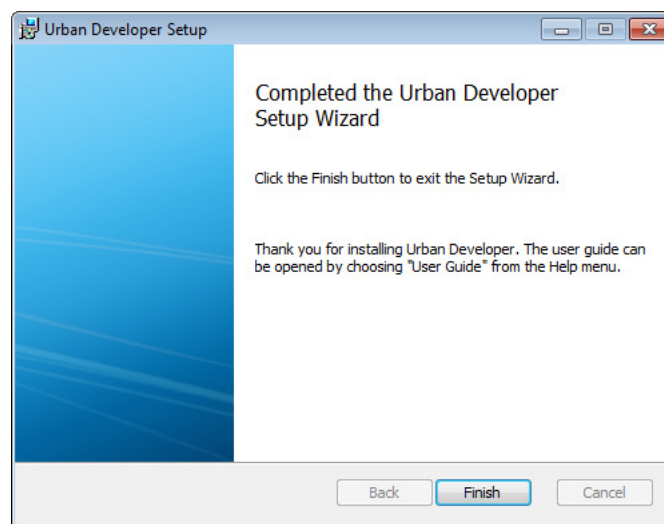 Urban Developer Setup
Completed the Urban Developer
Setup Wizard
Click the Finish button to exit the Setup Wizard.
Thank you for installing Urban Developer. The user guide can
be opened by choosing "User Guide" from the Help menu.
Back
Finish
Cancel